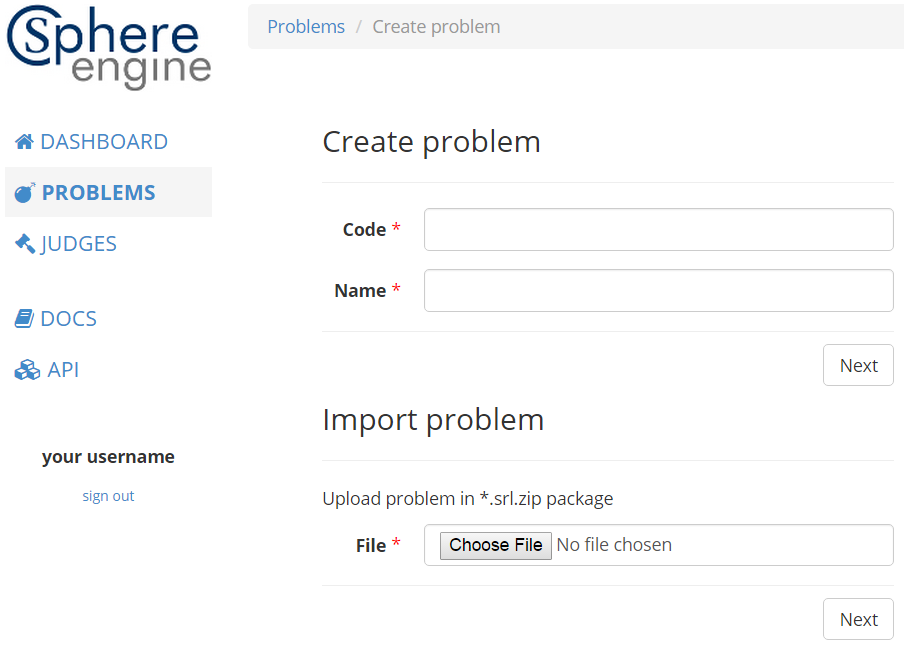 Sphere
engine
Problems / Create problem
DASHBOARD
PROBLEMS
JUDGES
DOCS
API
your username
sign out
Create problem
Code *
Name *
Next
Import problem
Upload problem in *.srl.zip package
File * Choose File No file chosen
Next